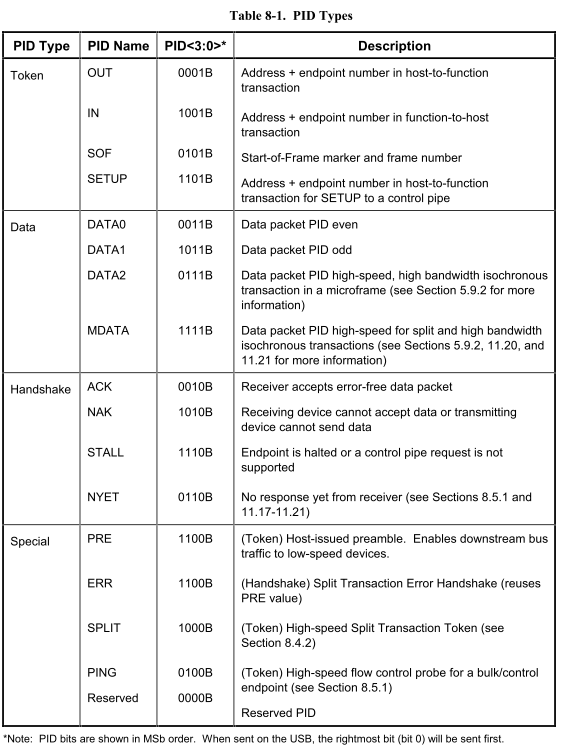 Table 8-1. PID Types
PID Type PID Name PID<3:0>* Description
Token OUT 0001B Address + endpoint number in host-to-function
transaction
IN 1001B Address + endpoint number in function-to-host
transaction
SOF 0101B Start-of-Frame marker and frame number
SETUP 1101B Address + endpoint number in host-to-function
transaction for SETUP to a control pipe
Data DATA0 0011B Data packet PID even
DATA1 1011B Data packet PID odd
DATA2 0111B Data packet PID high-speed, high bandwidth isochronous
transaction in a microframe (see Section 5.9.2 for more
information)
MDATA 1111B Data packet PID high-speed for split and high bandwidth
isochronous transactions (see Sections 5.9.2, 11.20, and
11.21 for more information)
Handshake ACK 0010B Receiver accepts error-free data packet
NAK 1010B Receiving device cannot accept data or transmitting
device cannot send data
STALL 1110B Endpoint is halted or a control pipe request is not
supported
NYET 0110B No response yet from receiver (see Sections 8.5.1 and
11.17-11.21)
Special PRE 1100B (Token) Host-issued preamble. Enables downstream bus
traffic to low-speed devices.
ERR 1100B (Handshake) Split Transaction Error Handshake (reuses
PRE value)
SPLIT 1000B (Token) High-speed Split Transaction Token (see
Section 8.4.2)
PING 0100B (Token) High-speed flow control probe for a bulk/control
endpoint (see Section 8.5.1)
Reserved 0000B
Reserved PID
*Note: PID bits are shown in MSb order. When sent on the USB, the rightmost bit (bit 0) will be sent first.